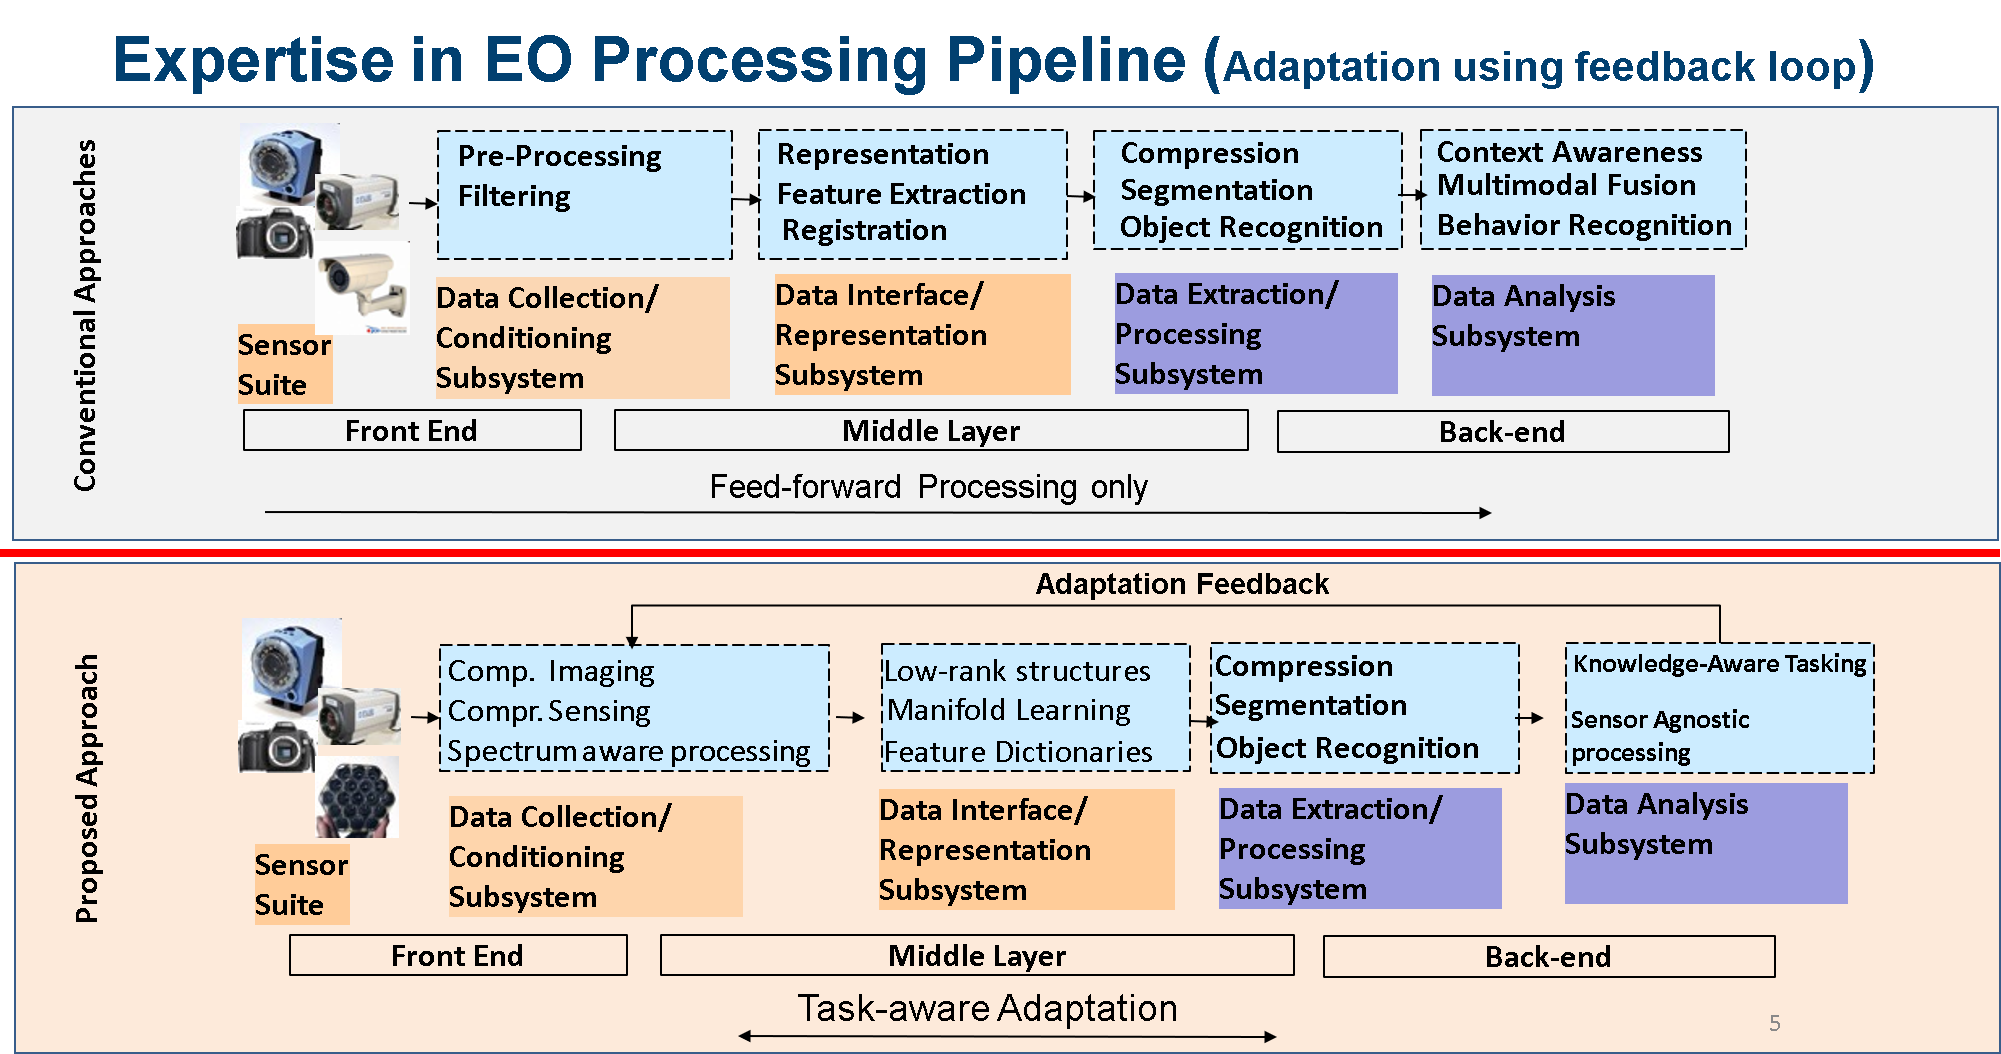 Expertise in EO Processing Pipeline (Adaptation using feedback loop)
Conventional Approaches
Pre-Processing
Filtering
Representation
Feature Extraction
Registration
Compression
Segmentation
Object Recognition
Context Awareness
Multimodal Fusion
Behavior Recognition
Sensor
Suite
Data Collection/
Conditioning
Subsystem
Data Interface/
Representation
Subsystem
Data Extraction/
Processing
Subsystem
Data Analysis
Subsystem
Front End
Middle Layer
Back-end
Feed-forward Processing only
Proposed Approach
Adaptation Feedback
Comp. Imaging
Compr. Sensing
Spectrum aware processing
Low-rank structures
Manifold Learning
Feature Dictionaries
Compression
Segmentation
Object Recognition
Knowledge-Aware Tasking
Sensor Agnostic
processing
Sensor
Suite
Data Collection/
Conditioning
Subsystem
Data Interface/
Representation
Subsystem
Data Extraction/
Processing
Subsystem
Data Analysis
Subsystem
Front End
Middle Layer
Back-end
Task-aware Adaptation
5